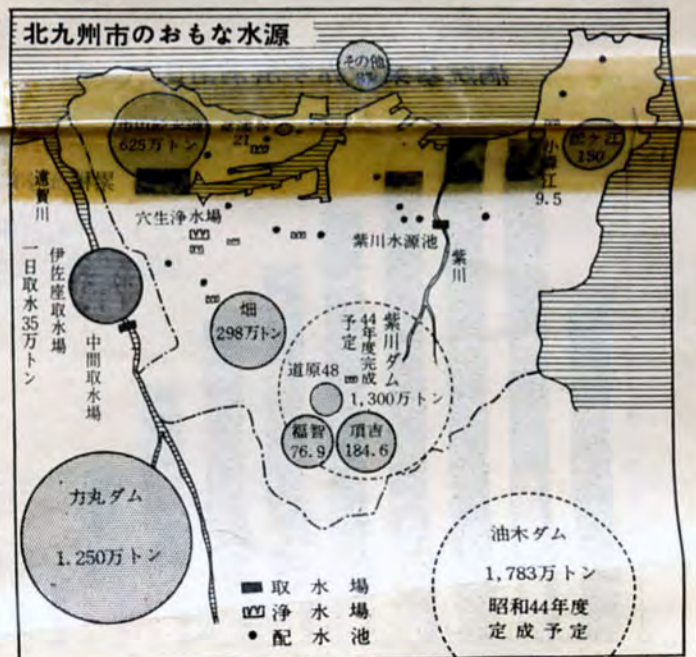 北九州市のおもな水源
その他
625万トン
21
小森江
9.5
松ヶ江
150
遠賀川
穴生浄水場
紫川水源池
紫川
伊佐座取水場
一日取水35万トン
中間取水場
畑
298万トン
紫川ダム
44年度完成
予定
1,300万トン
道原48
福智
76.9
頂吉
184.6
力丸ダム
1.250万トン
油木ダム
1,783万トン
昭和44年度
定成予定
取水場
浄水場
配水池